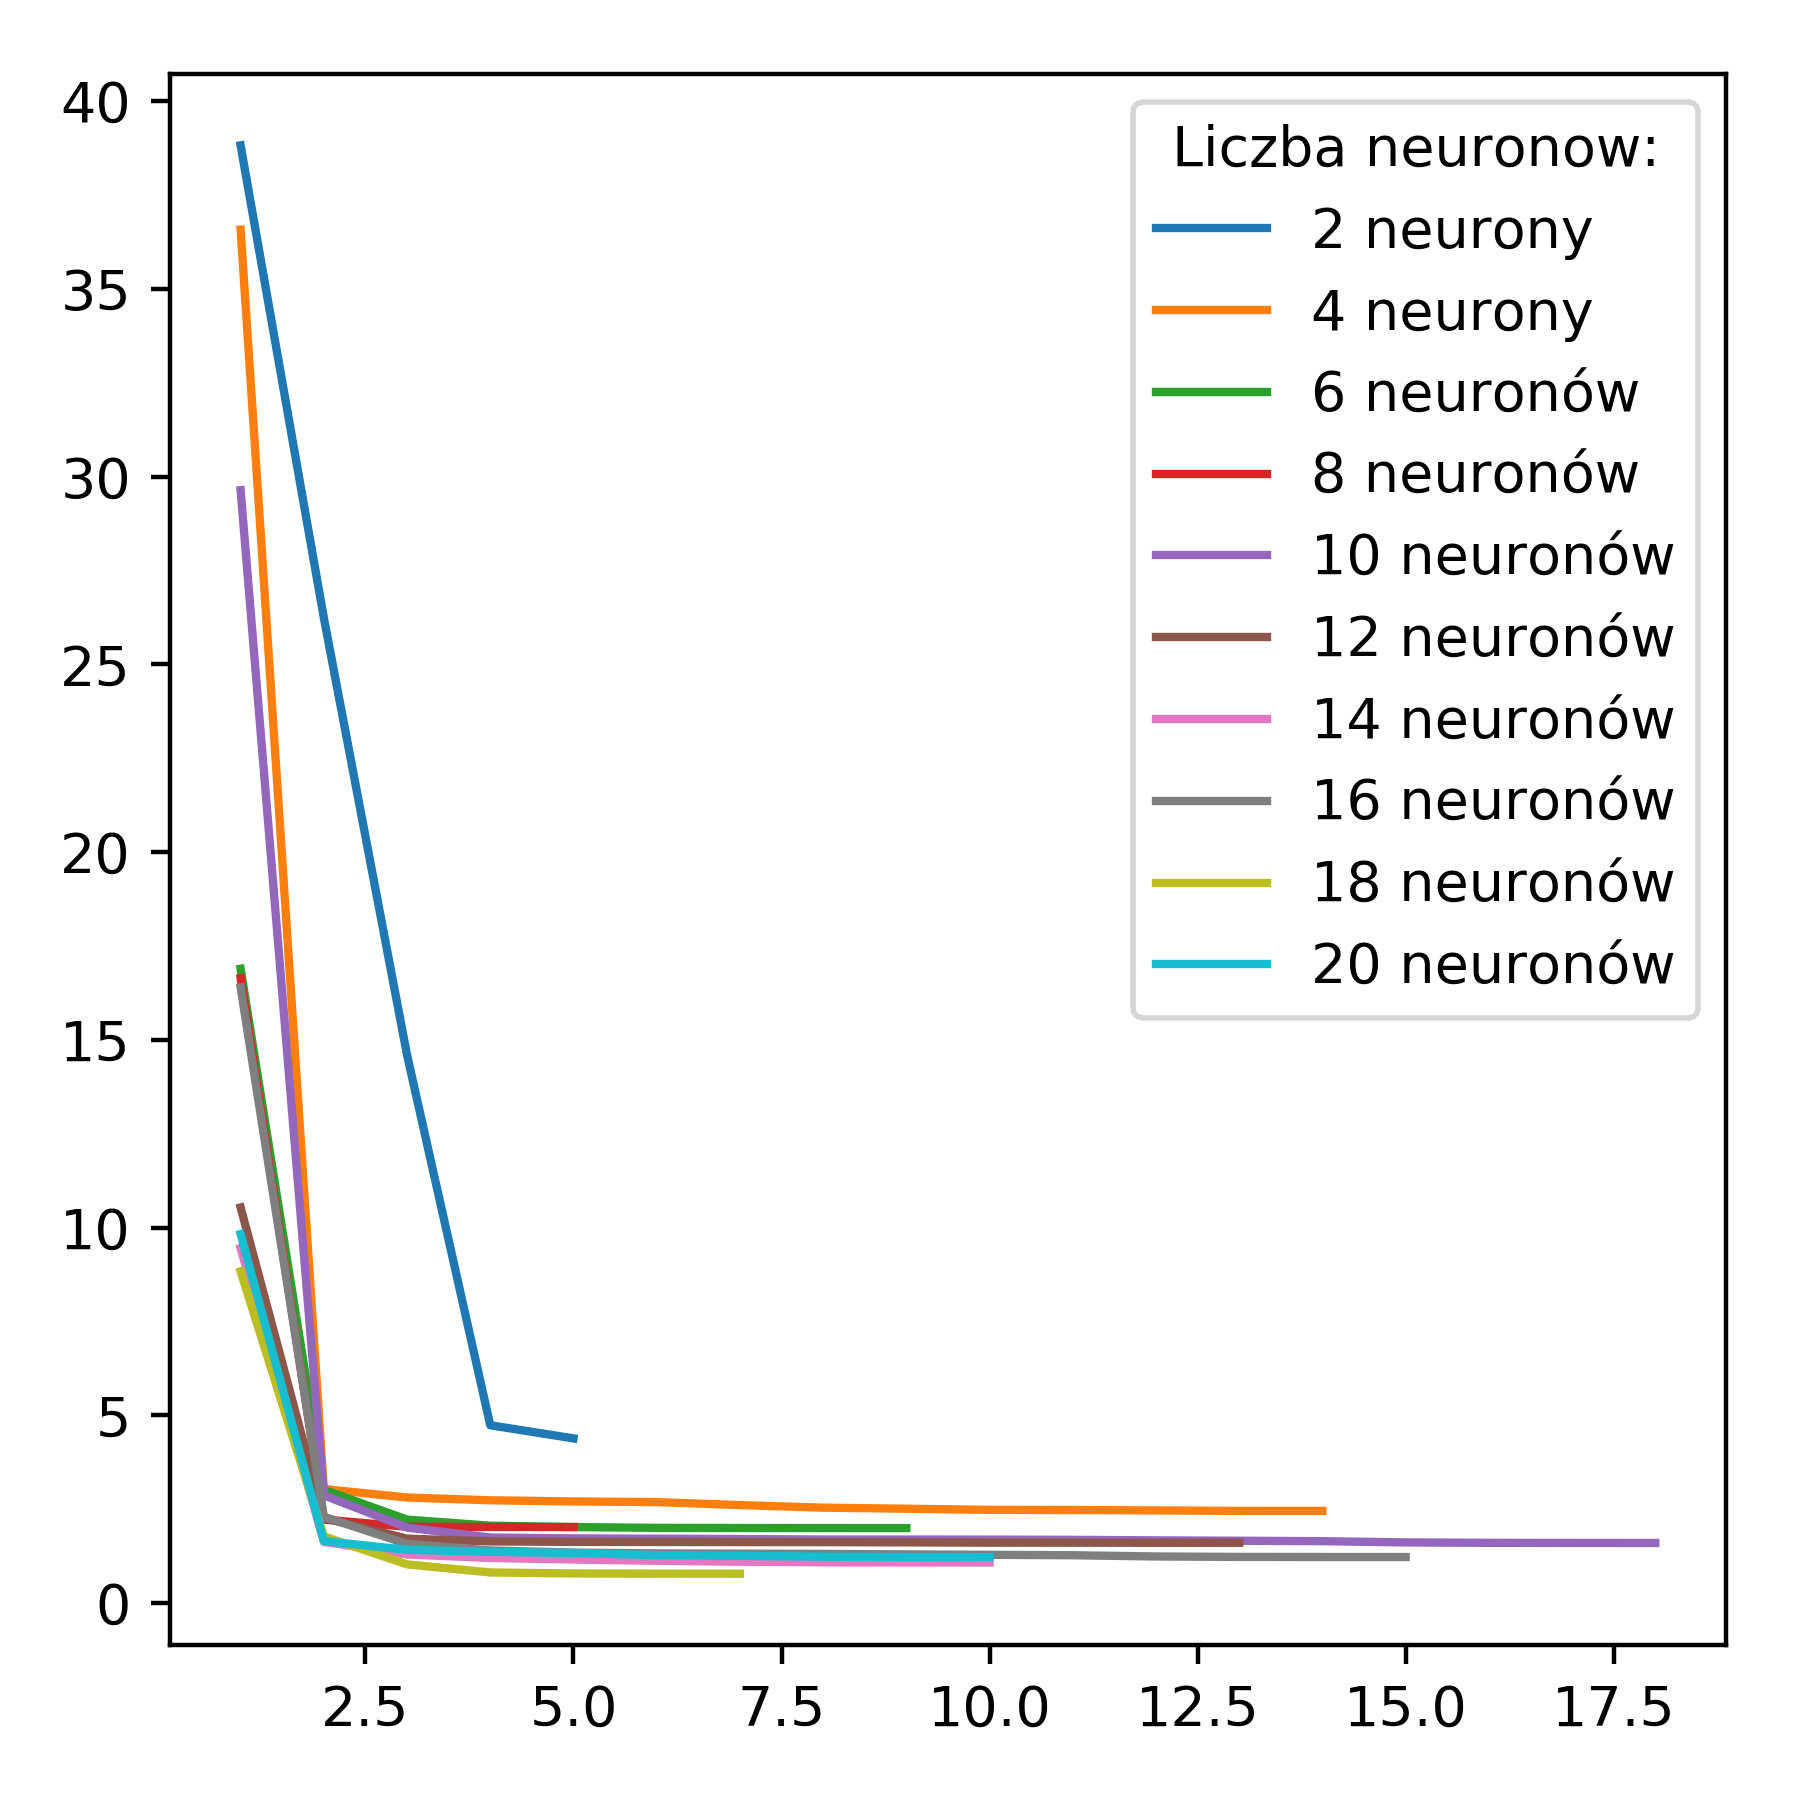 40
35
30
25
20
15
10
5
0
2.5 5.0 7.5 10.0 12.5 15.0 17.5
Liczba neuronow:
2 neurony
4 neurony
6 neuronów
8 neuronów
10 neuronów
12 neuronów
14 neuronów
16 neuronów
18 neuronów
20 neuronów